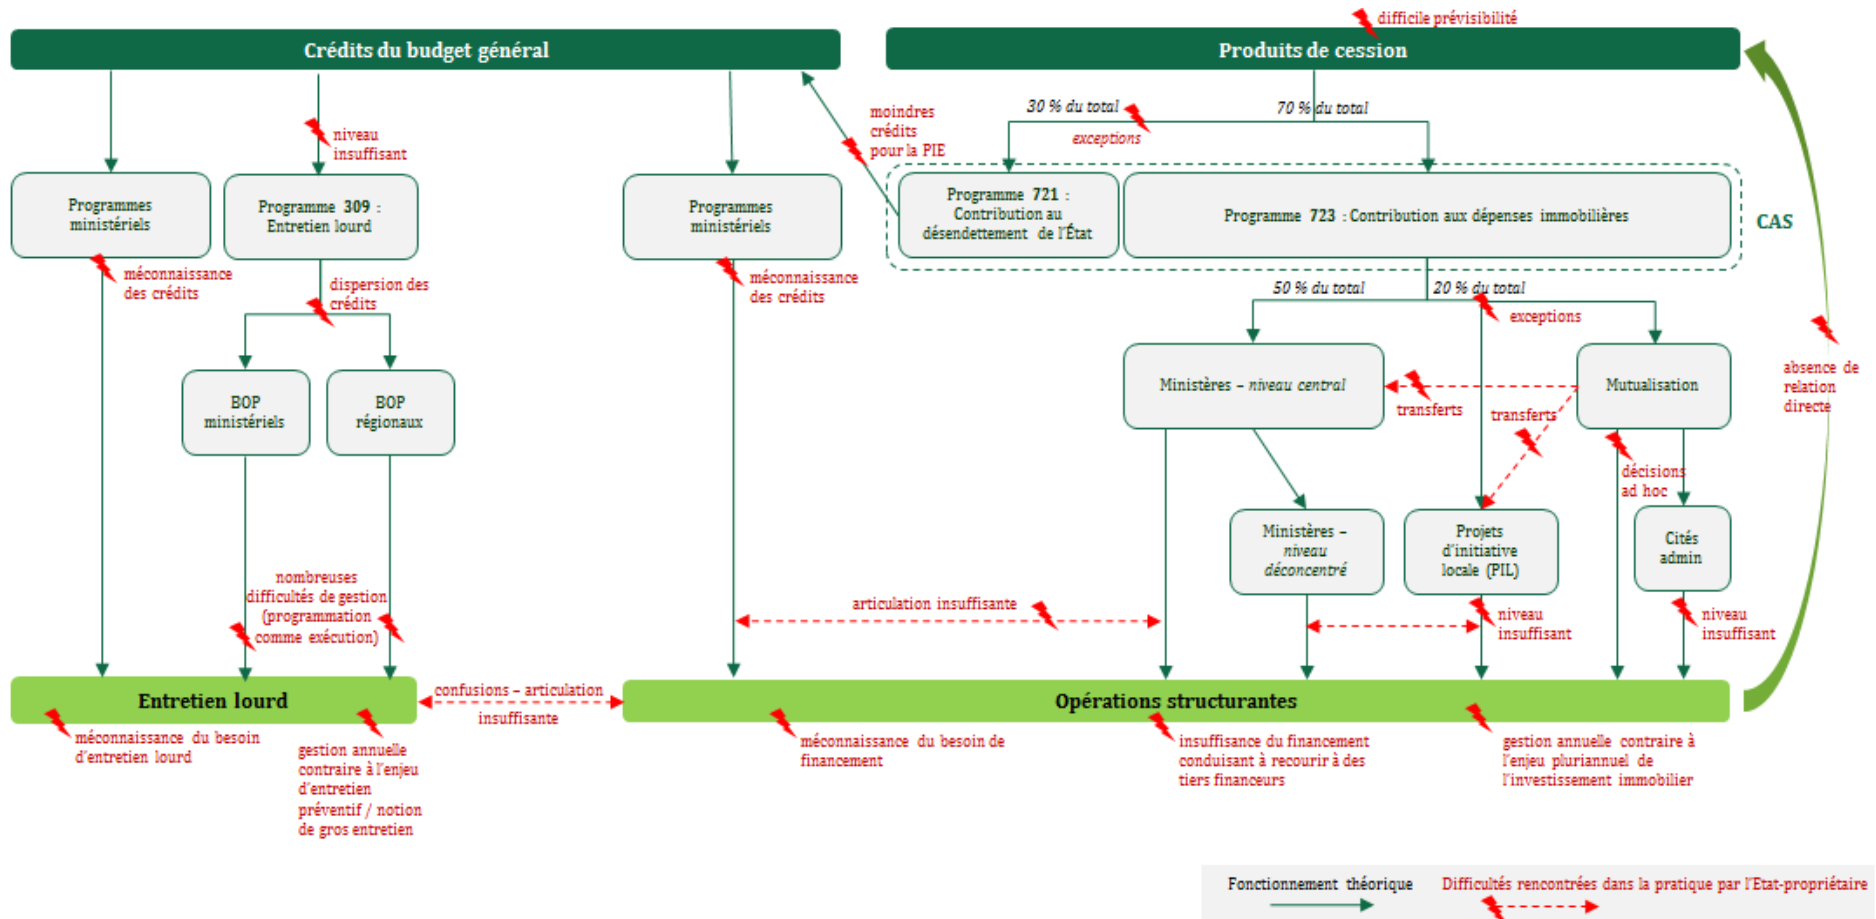 difficile prévisibilité
Crédits du budget général
Produits de cession
30 % du total
70 % du total
exceptions
moindres
crédits
pour la PIE
niveau
insuffisant
Programmes
ministériels
Programme 309 :
Entretien lourd
Programmes
ministériels
Programme 721 :
Contribution au
désendettement de l'État
Programme 723 : Contribution aux dépenses immobilières
CAS
méconnaissance
des crédits
dispersion des
crédits
méconnaissance
des crédits
50 % du total
20 % du total
exceptions
BOP
ministériels
BOP
régionaux
Ministères – niveau central
Mutualisation
transferts
transferts
absence de
relation
directe
décisions
ad hoc
Ministères –
niveau
déconcentré
Projets
d'initiative
locale (PIL)
Cités
admin
nombreuses
difficultés de gestion
(programmation
comme exécution)
articulation insuffisante
niveau
insuffisant
niveau
insuffisant
Entretien lourd
confusions – articulation
insuffisante
Opérations structurantes
méconnaissance du besoin
d'entretien lourd
gestion annuelle
contraire à l'enjeu
d'entretien
préventif / notion
de gros entretien
méconnaissance du besoin de
financement
insuffisance du financement
conduisant à recourir à des
tiers financeurs
gestion annuelle contraire à
l'enjeu pluriannuel de
l'investissement immobilier
Fonctionnement théorique
Difficultés rencontrées dans la pratique par l'Etat-propriétaire